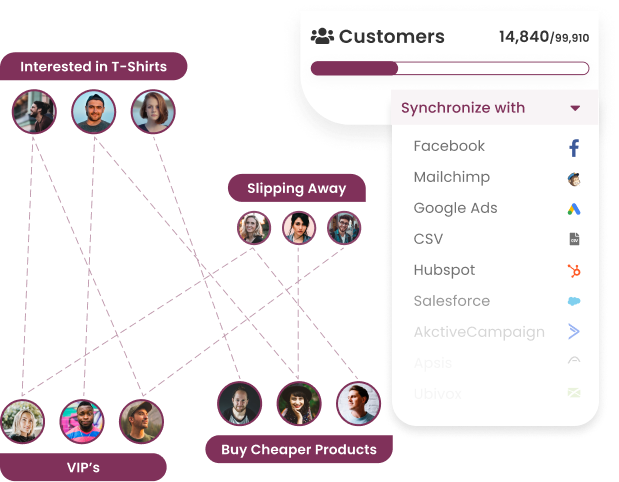 Customers 14,840/99,910
Interested in T-Shirts
Synchronize with
Facebook
Mailchimp
Google Ads
CSV
Hubspot
Salesforce
AkctiveCampaign
Apsis
Ubivox
Slipping Away
Buy Cheaper Products
VIP's